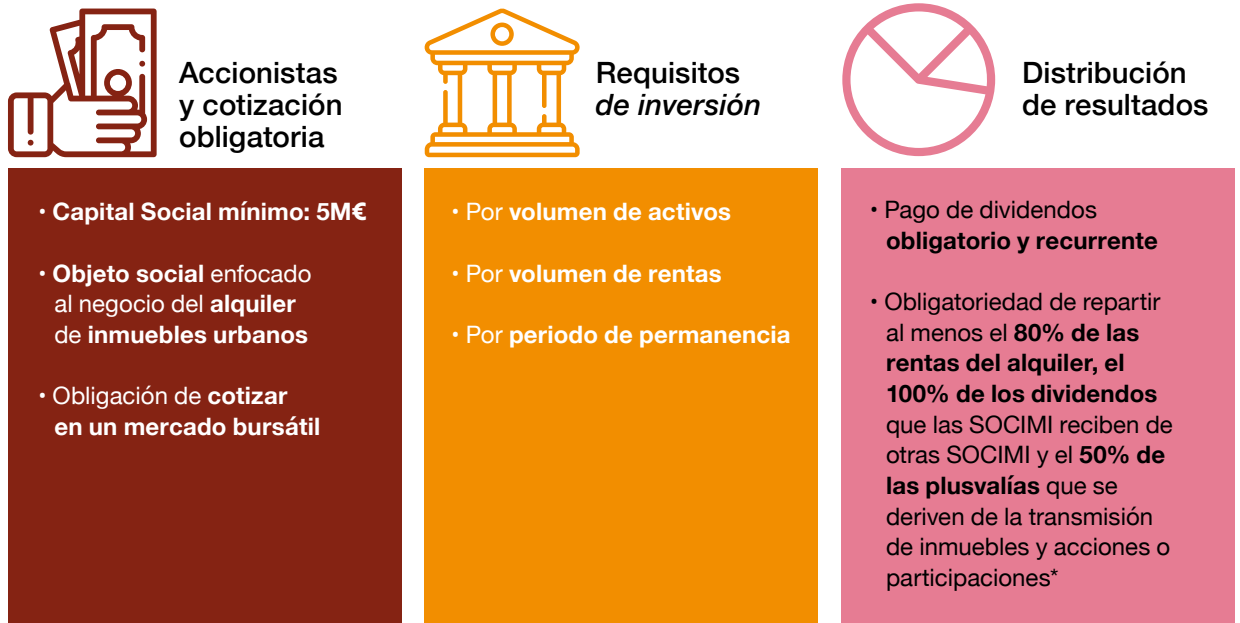 Accionistas
y cotización
obligatoria
• Capital Social mínimo: 5M€
• Objeto social enfocado
al negocio del alquiler
de inmuebles urbanos
• Obligación de cotizar
en un mercado bursátil
Requisitos
de inversión
• Por volumen de activos
• Por volumen de rentas
• Por periodo de permanencia
Distribución
de resultados
• Pago de dividendos
obligatorio y recurrente
• Obligatoriedad de repartir
al menos el 80% de las
rentas del alquiler, el
100% de los dividendos
que las SOCIMI reciben de
otras SOCIMI y el 50% de
las plusvalías que se
deriven de la transmisión
de inmuebles y acciones o
participaciones*